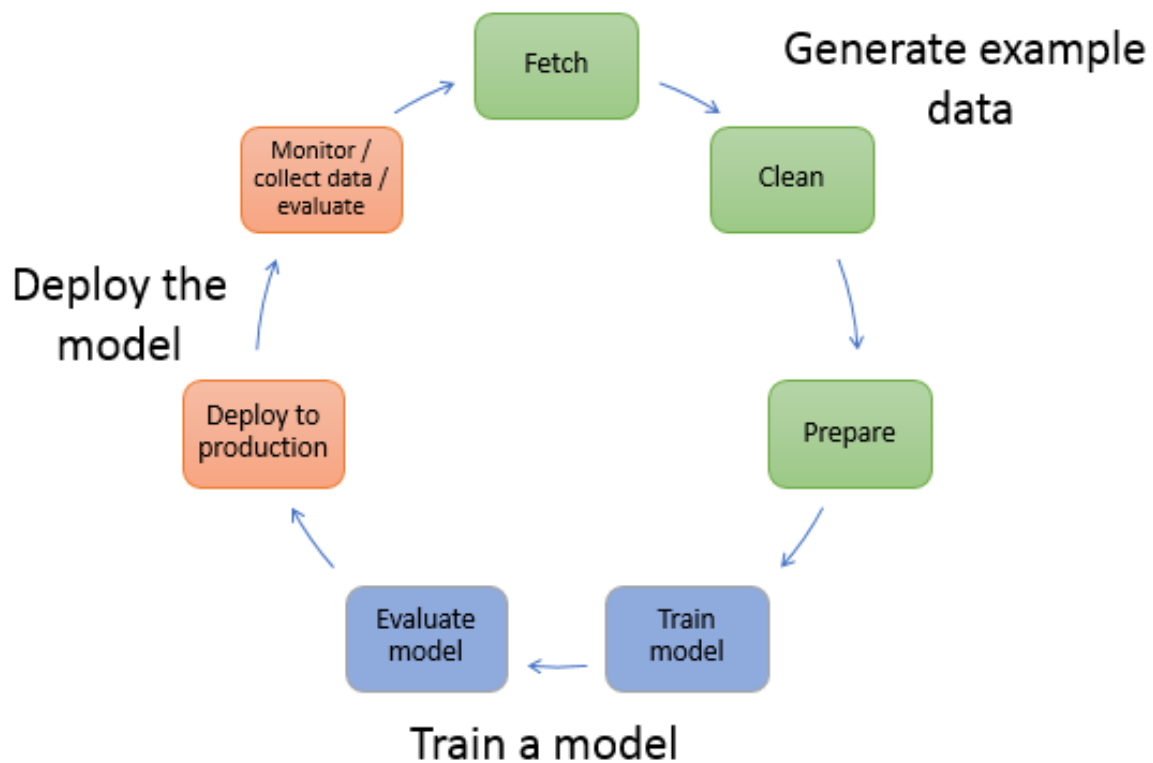 Fetch
Generate example
data
Clean
Prepare
Train
model
Evaluate
model
Train a model
Deploy to
production
Deploy the
model
Monitor /
collect data /
evaluate